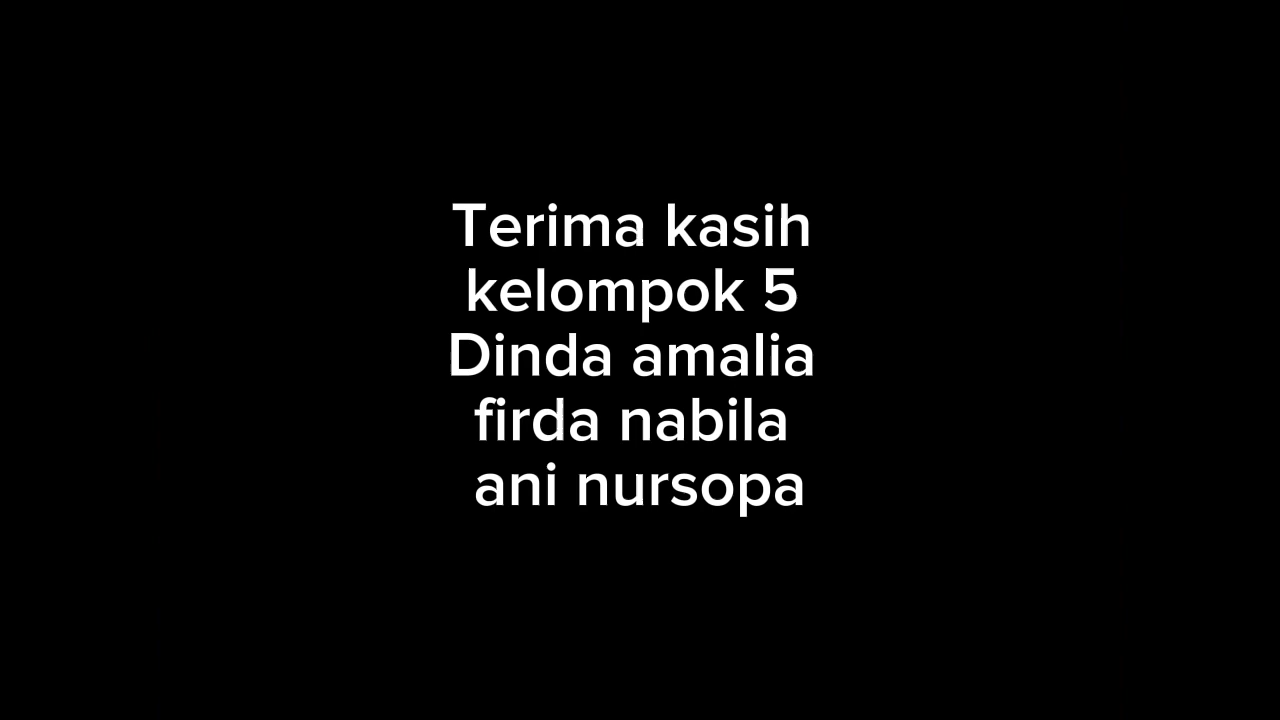 Terima kasih
kelompok 5
Dinda amalia
firda nabila
ani nursopa